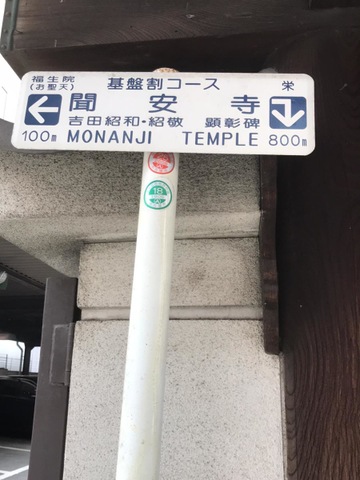 福生院
(お聖天)
基盤割コース
栄
聞安寺
吉田紹和・紹敬 顕彰碑
100m MONANJI TEMPLE 800m
18